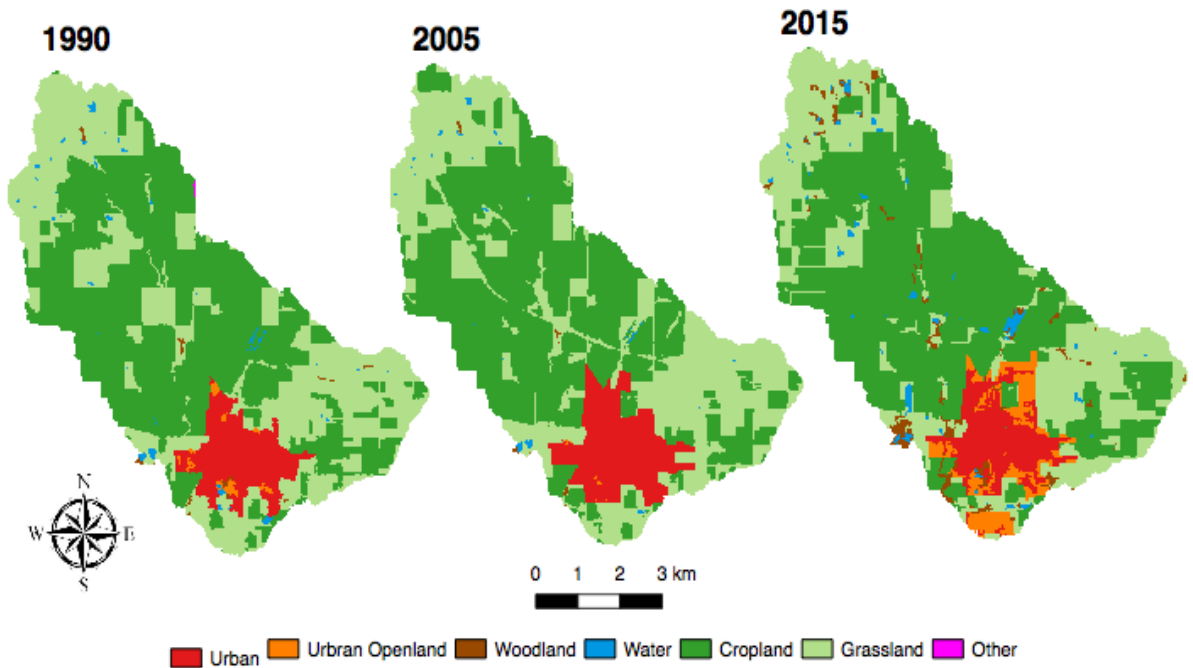 1990
2005
2015
N
W E
S
0 1 2 3 km
Urban Urbran Openland Woodland Water Cropland Grassland Other